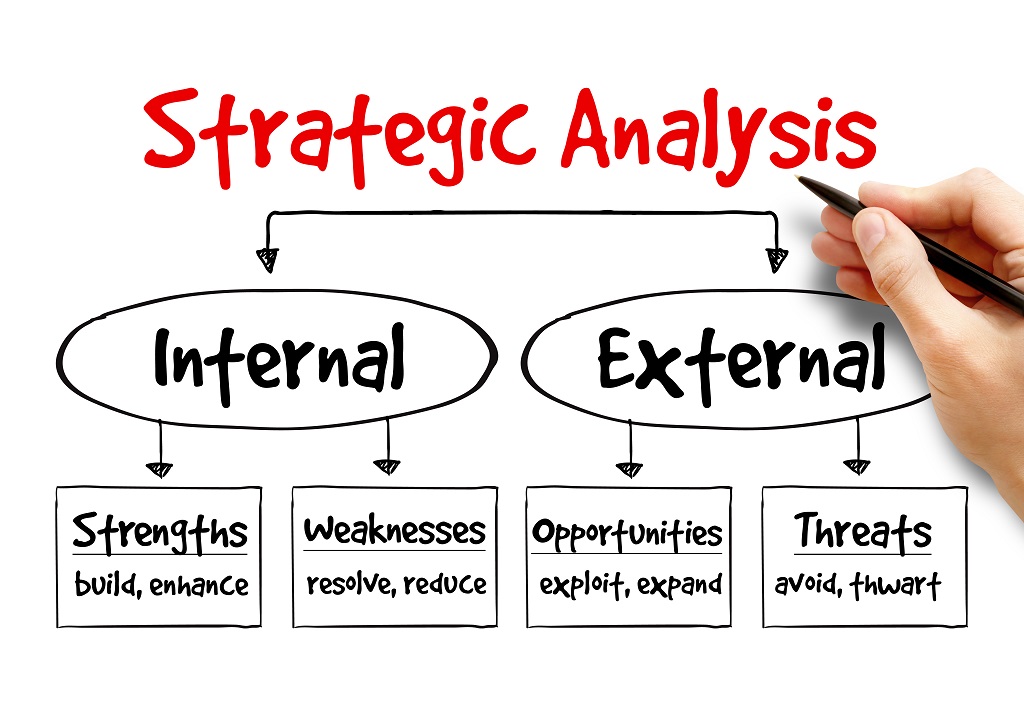 Strategic Analysis
Internal
External
Strengths
build, enhance
Weaknesses
resolve, reduce
Opportunities
exploit, expand
Threats
avoid, thwart